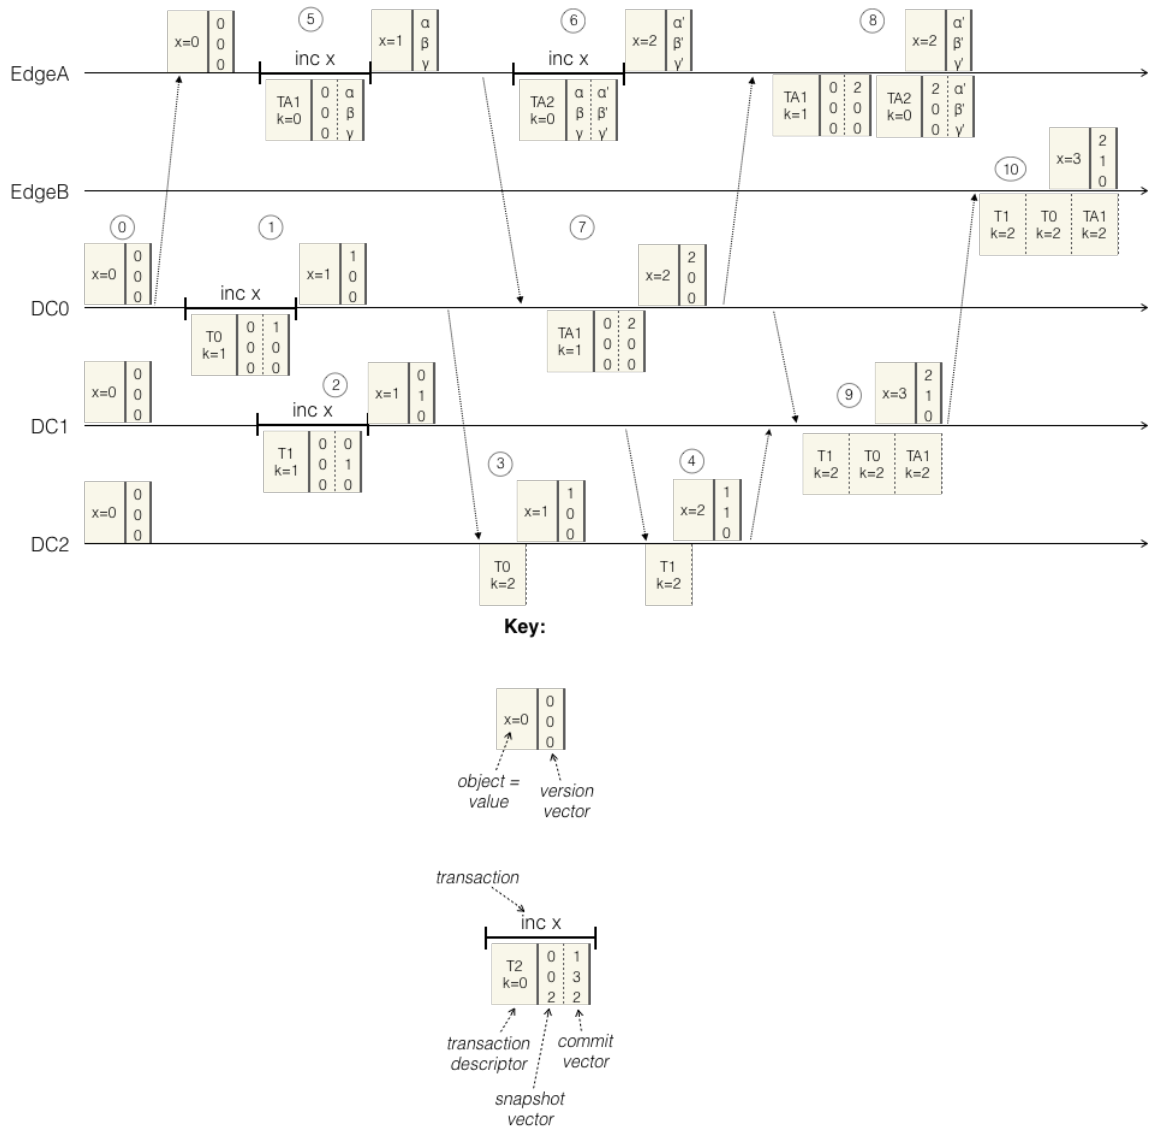 5
6
8
x=0
0
0
0
inc x
x=1
α
β
γ
inc x
x=2
α'
β'
γ'
x=2
α'
β'
γ'
EdgeA
TA1
k=0
0 α
0 β
0 γ
TA2
k=0
α α'
β β'
γ γ'
TA1
k=1
0 2
0 0
0 0
TA2
k=0
2 α'
0 β'
0 γ'
10
x=3
2
1
0
EdgeB
T1
k=2
T0
k=2
TA1
k=2
0
1
7
x=0
0
0
0
inc x
x=1
1
0
0
x=2
2
0
0
DC0
T0
k=1
0 1
0 0
0 0
TA1
k=1
0 2
0 0
0 0
2
9
x=0
0
0
0
inc x
x=1
0
1
0
x=3
2
1
0
DC1
T1
k=1
0 0
0 1
0 0
T1
k=2
T0
k=2
TA1
k=2
3
4
x=0
0
0
0
x=1
1
0
0
x=2
1
1
0
DC2
T0
k=2
T1
k=2
Key:
x=0
0
0
0
object =
value
version
vector
transaction
inc x
T2
k=0
0 1
0 3
2 2
transaction
descriptor
commit
vector
snapshot
vector